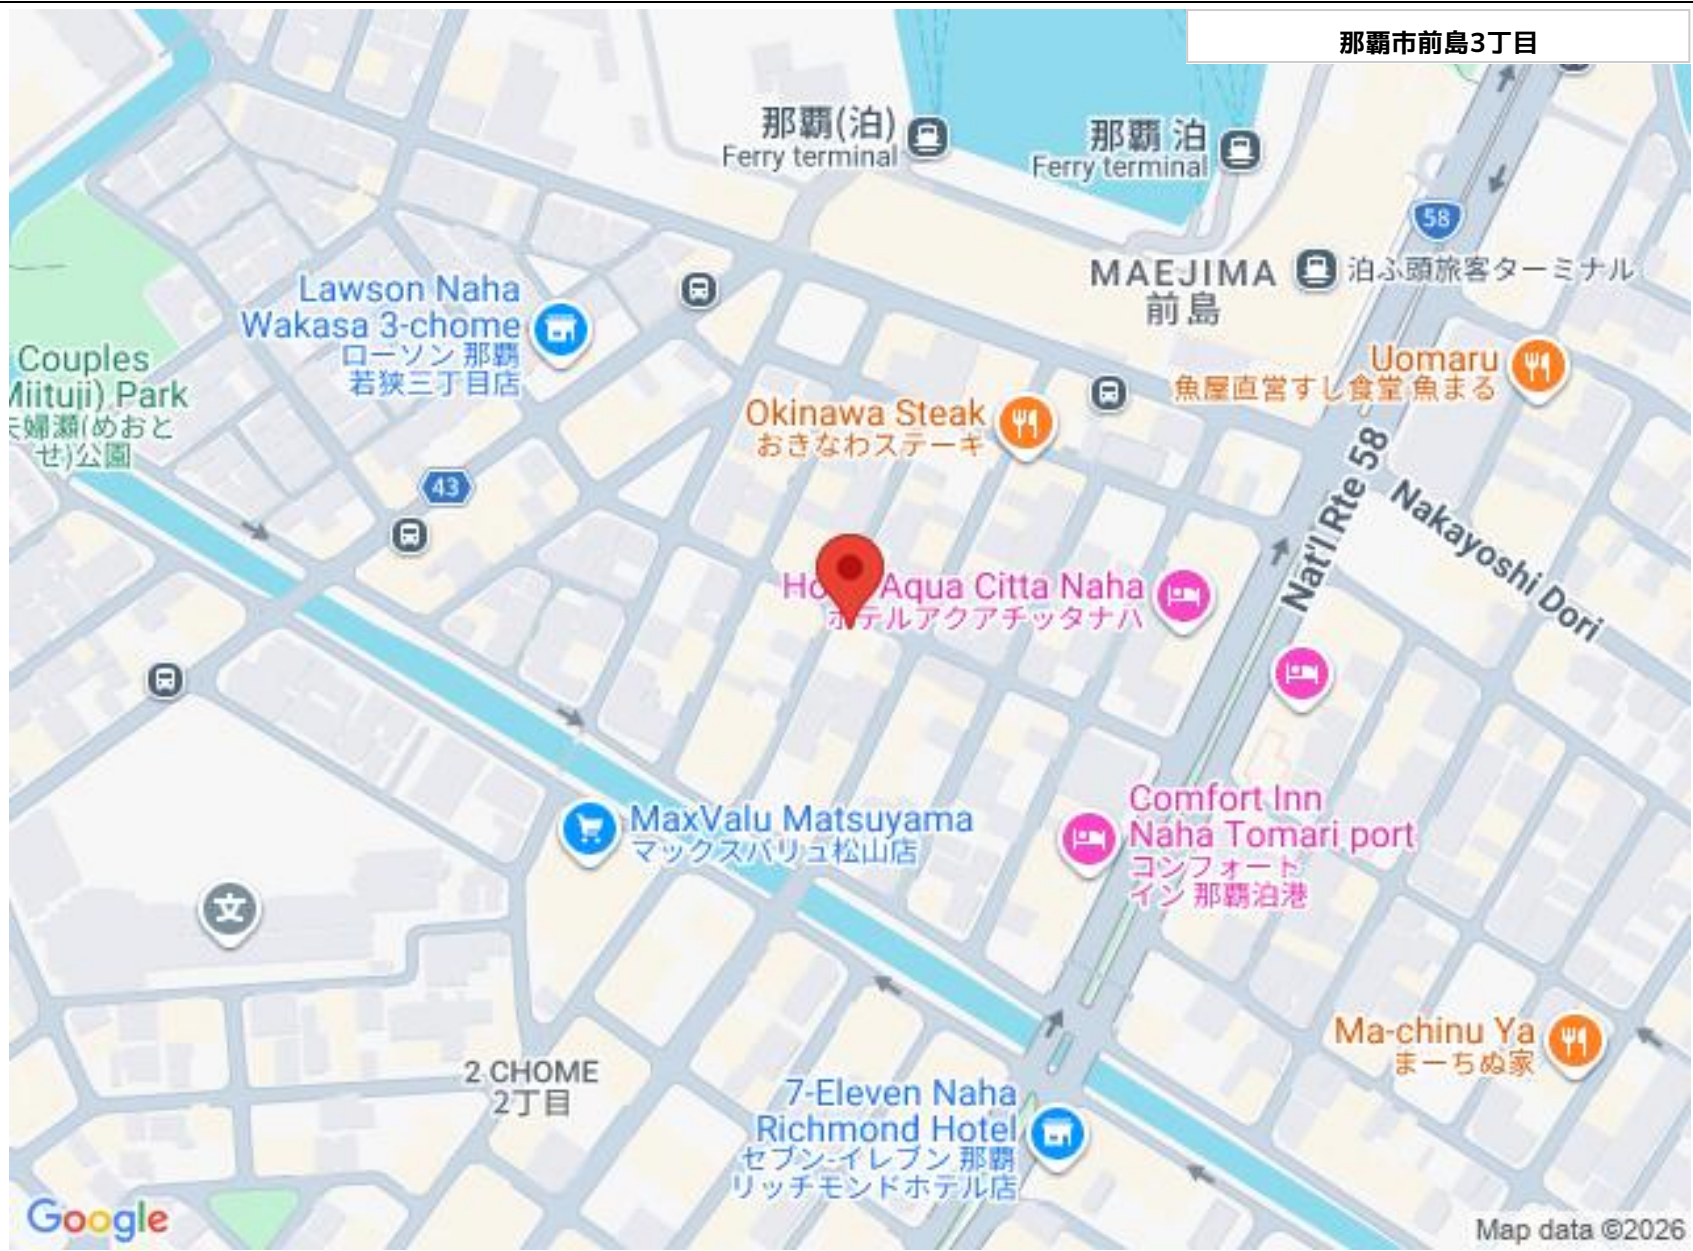 那覇市前島3丁目
那覇(泊)
Ferry terminal
那覇 泊
Ferry terminal
58
MAEJIMA
前島
泊ふ頭旅客ターミナル
Lawson Naha
Wakasa 3-chome
ローソン 那覇
若狭三丁目店
Couples
Miituji) Park
夫婦瀬(めおと
せ)公園
Uomaru
魚屋直営すし食堂 魚まる
Okinawa Steak
おきなわステーキ
43
Nat'l Rte 58
Nakayoshi Dori
Aqua Citta Naha
ホテルアクアチッタナハ
MaxValu Matsuyama
マックスバリュ松山店
Comfort Inn
Naha Tomari port
コンフォート
イン 那覇泊港
文
Ma-chinu Ya
まーちぬ家
2 CHOME
2丁目
7-Eleven Naha
Richmond Hotel
セブン-イレブン 那覇
リッチモンドホテル店
Google
Map data ©2026